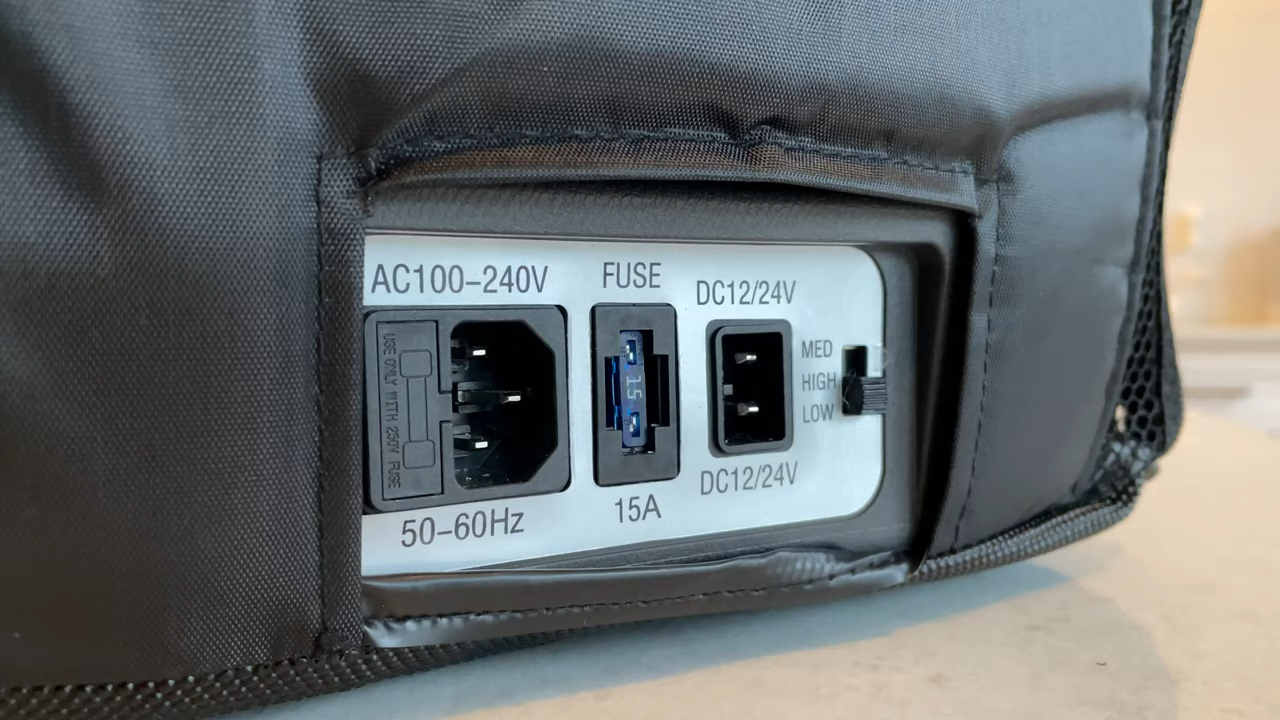 AC100-240V
FUSE
DC12/24V
USE ONLY WITH 250V FUSE
15
MED
HIGH
LOW
DC12/24V
15A
50-60Hz